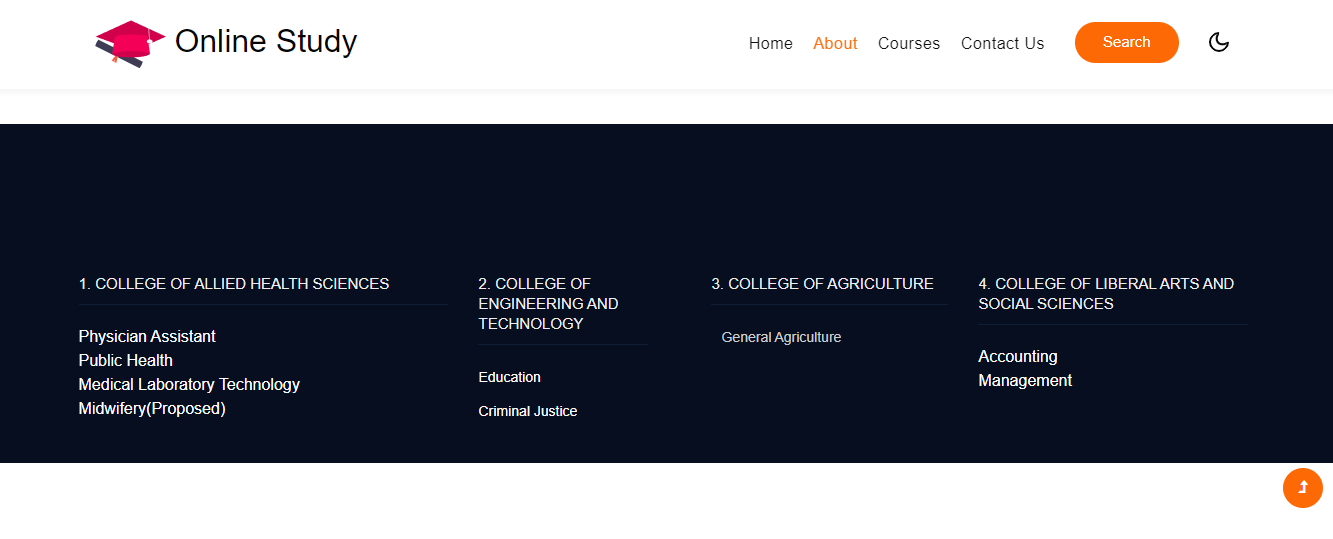 Online Study
Home
About
Courses
Contact Us
Search
1. COLLEGE OF ALLIED HEALTH SCIENCES
Physician Assistant
Public Health
Medical Laboratory Technology
Midwifery(Proposed)
2. COLLEGE OF
ENGINEERING AND
TECHNOLOGY
Education
Criminal Justice
3. COLLEGE OF AGRICULTURE
General Agriculture
4. COLLEGE OF LIBERAL ARTS AND
SOCIAL SCIENCES
Accounting
Management